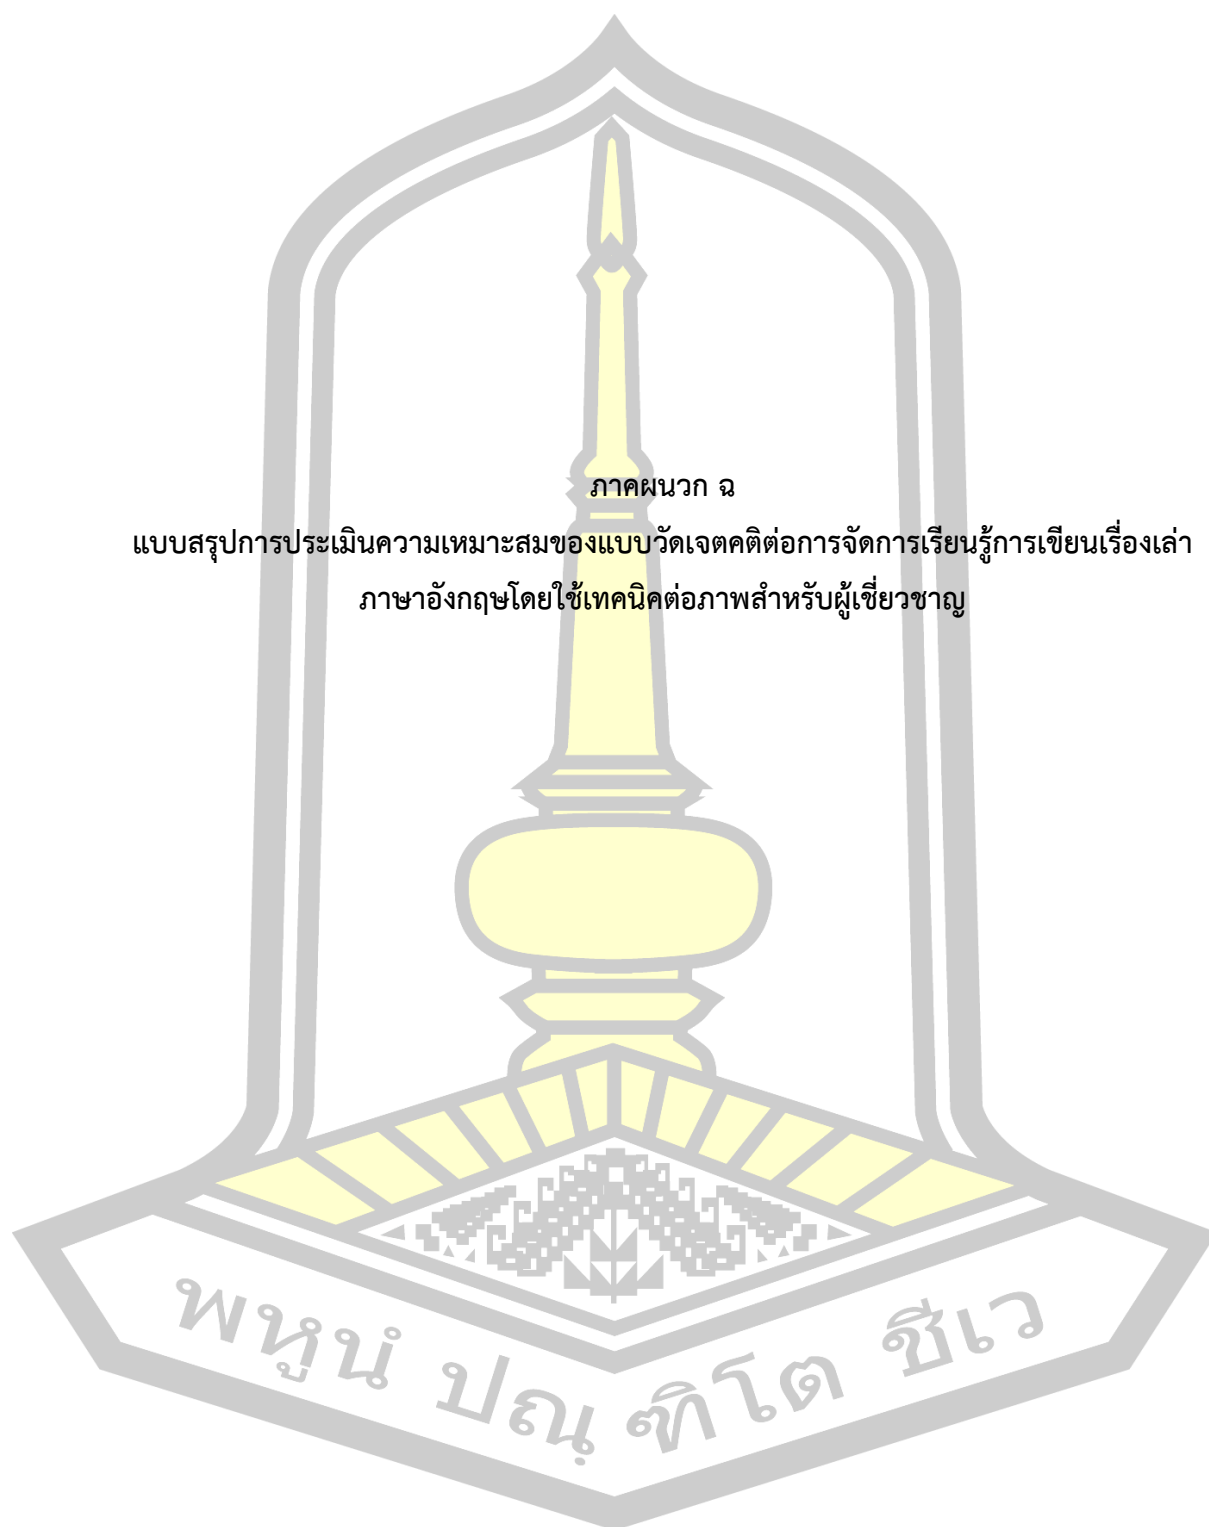 ภาคผนวก ฉ
แบบสรุปการประเมินความเหมาะสมของแบบวัดเจตคติต่อการจัดการเรียนรู้การเขียนเรื่องเล่า
ภาษาอังกฤษโดยใช้เทคนิคต่อภาพสำหรับผู้เชี่ยวชาญ
พหูนํ ปณฺฑิโต ชีเว